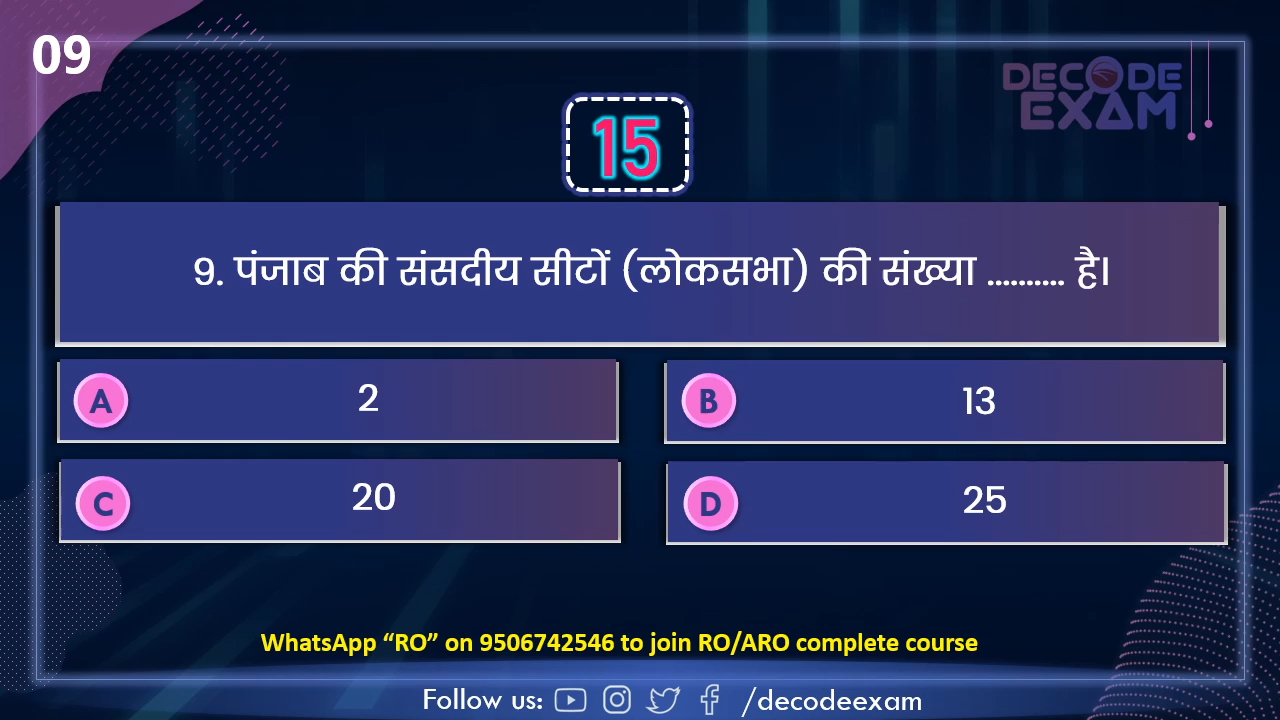 09
DECODE
EXAM
15
9. पंजाब की संसदीय सीटों (लोकसभा) की संख्या .......... है।
A 2
B 13
C 20
D 25
WhatsApp “RO” on 9506742546 to join RO/ARO complete course
Follow us: /decodeexam